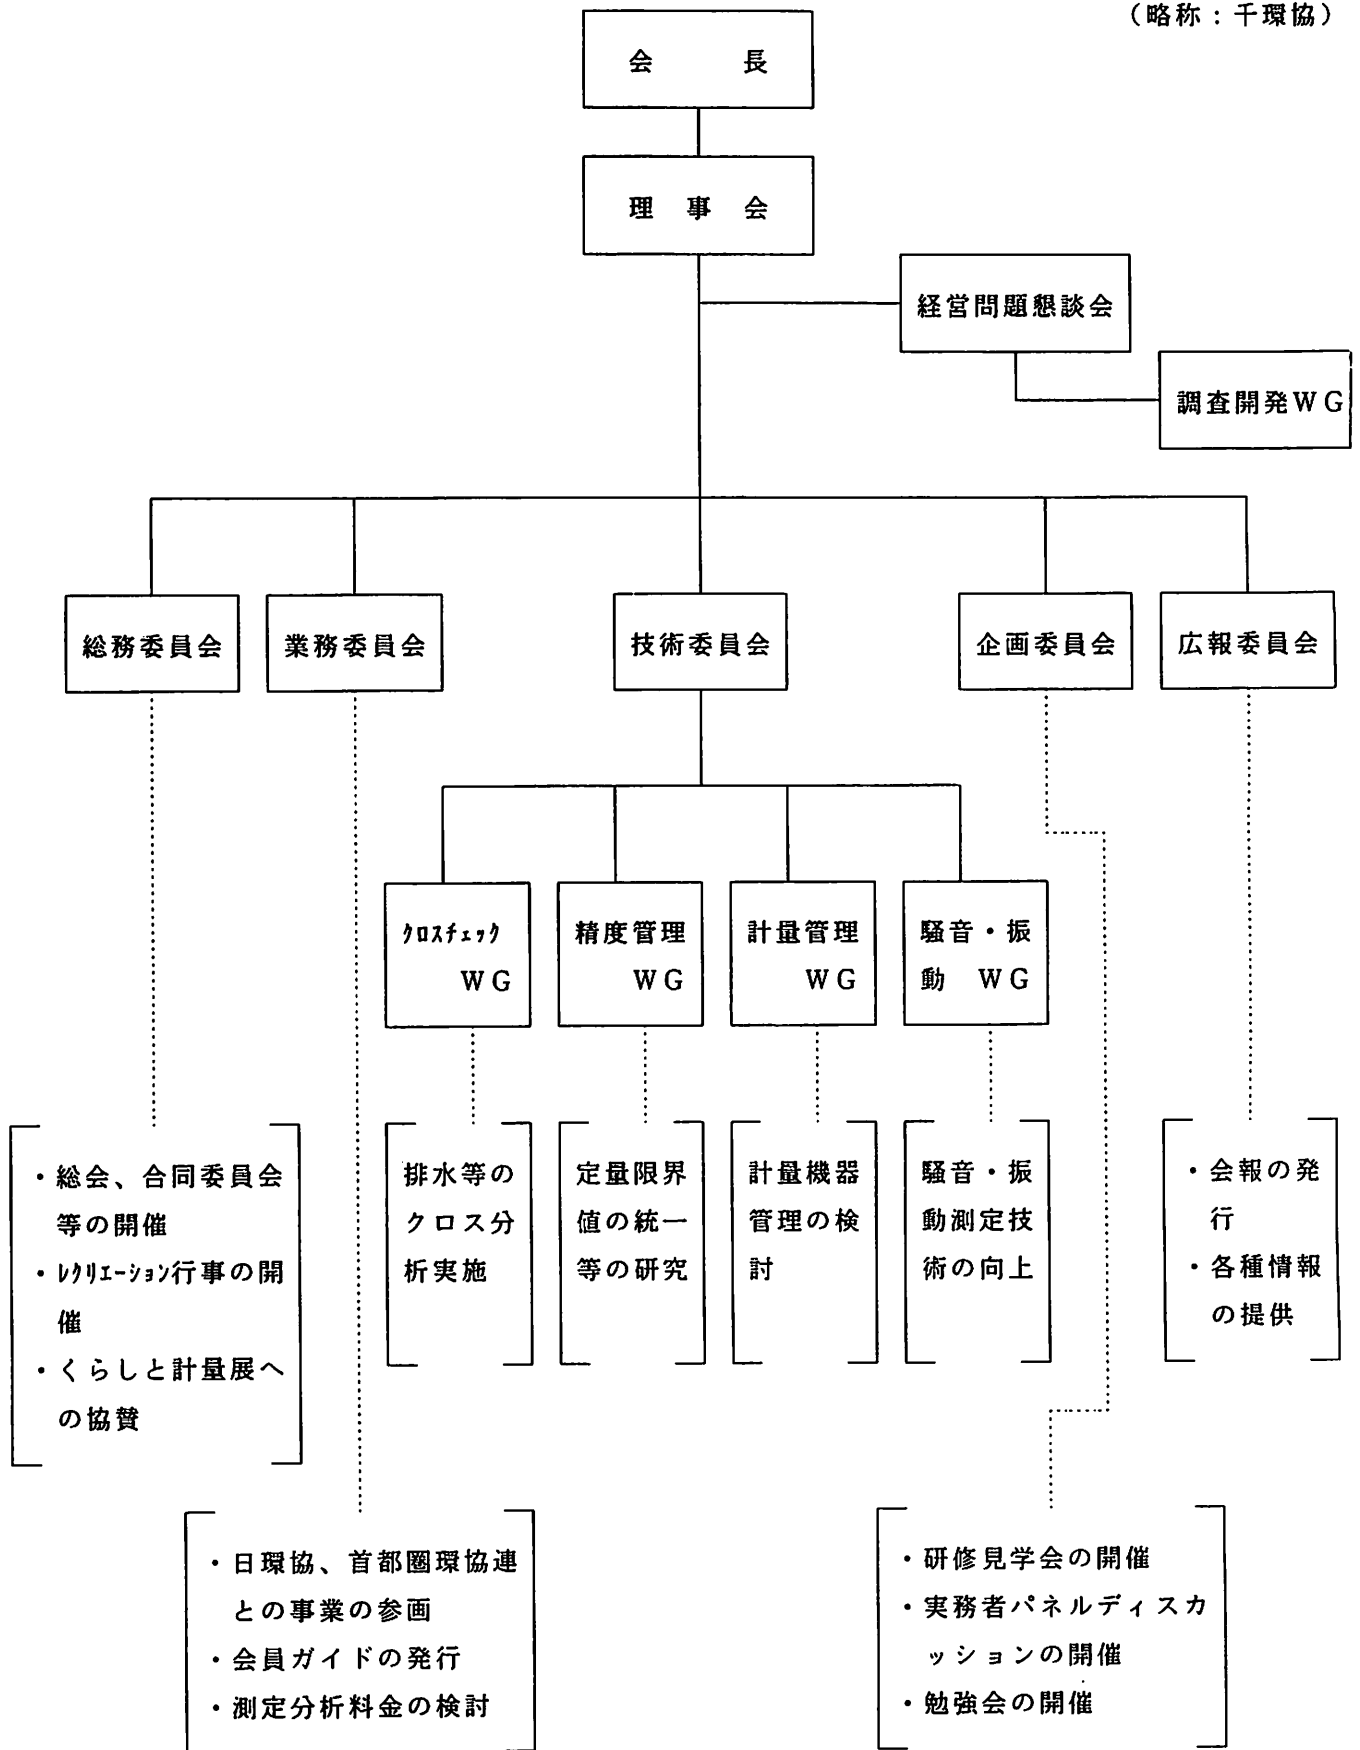 （略称：千環協）
会　　　長
理　事　会
経営問題懇談会
調査開発ＷＧ
総務委員会
業務委員会
技術委員会
企画委員会
広報委員会
ｸﾛｽﾁｪｯｸ
ＷＧ
精度管理
ＷＧ
計量管理
ＷＧ
騒音・振
動　ＷＧ
・総会、合同委員会
等の開催
・ﾚｸﾘｴｰｼｮﾝ行事の開
催
・くらしと計量展へ
の協賛
排水等の
クロス分
析実施
定量限界
値の統一
等の研究
計量機器
管理の検
討
騒音・振
動測定技
術の向上
・会報の発
行
・各種情報
の提供
・日環協、首都圏環協連
との事業の参画
・会員ガイドの発行
・測定分析料金の検討
・研修見学会の開催
・実務者パネルディスカ
ッションの開催
・勉強会の開催